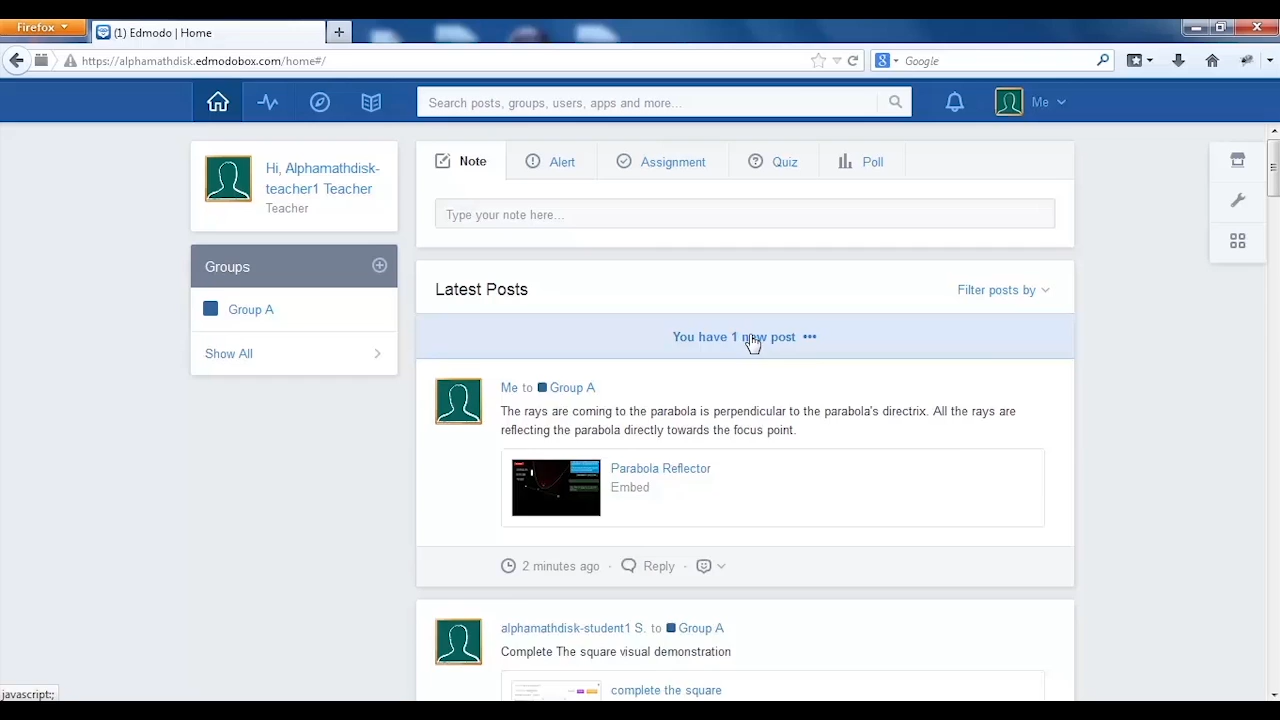 Firefox
(1) Edmodo | Home
https://alphamathdisk.edmodobox.com/home#/
Google
Search posts, groups, users, apps and more...
Me
Hi, Alphamathdisk-
teacher1 Teacher
Teacher
Groups
Group A
Show All
Note
Alert
Assignment
Quiz
Poll
Type your note here...
Latest Posts
Filter posts by
You have 1 new post
Me to Group A
The rays are coming to the parabola is perpendicular to the parabola's directrix. All the rays are
reflecting the parabola directly towards the focus point.
Parabola Reflector
Embed
2 minutes ago · Reply ·
alphamathdisk-student1 S. to Group A
Complete The square visual demonstration
complete the square
javascript:;